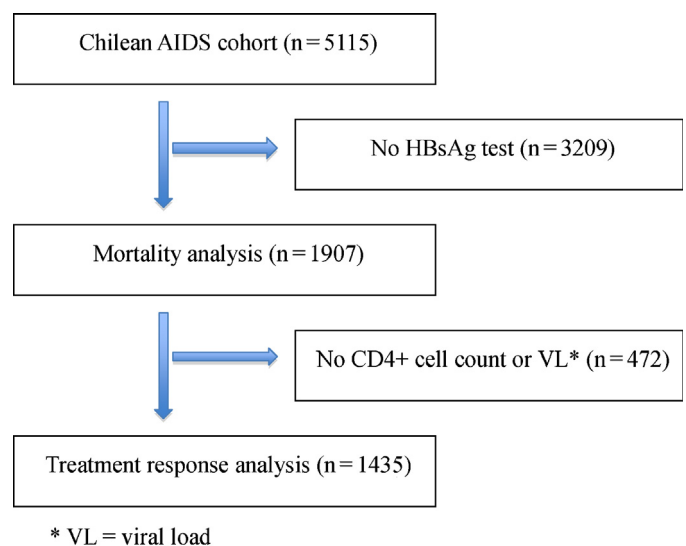 Chilean AIDS cohort (n=5115)
No HBsAg test (n=3209)
Mortality analysis (n=1907)
No CD4+ cell count or VL* (n=472)
Treatment response analysis (n=1435)
* VL = viral load